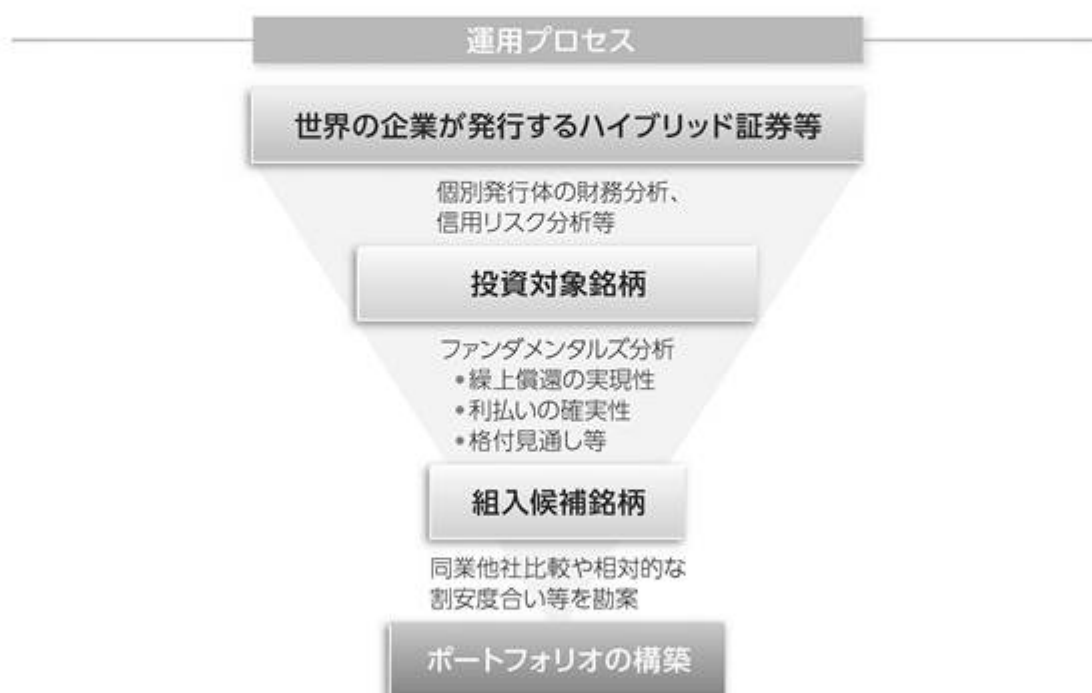 運用プロセス
世界の企業が発行するハイブリッド証券等
個別発行体の財務分析、
信用リスク分析等
投資対象銘柄
ファンダメンタルズ分析
•繰上償還の実現性
•利払いの確実性
•格付見通し等
組入候補銘柄
同業他社比較や相対的な
割安度合い等を勘案
ポートフォリオの構築